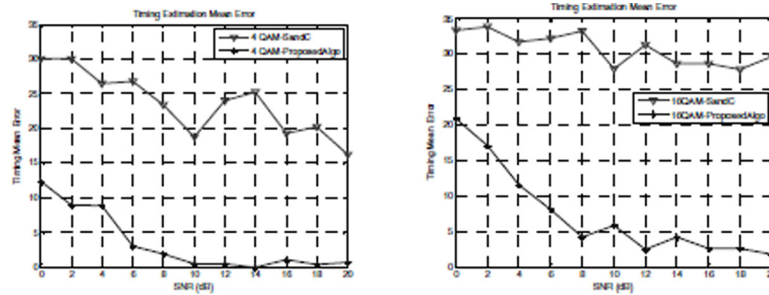 Timing Extimation Mean Error
35
30
25
20
15
10
5
0
Timing Mean Error
4 QAM-SandC
4 QAM-ProposedAlgo
0 2 4 6 8 10 12 14 16 18 20
SNR (dB)
Timing Extimation Mean Error
35
30
25
20
15
10
5
0
Timing Mean Error
16QAM-SandC
16QAM-ProposedAlgo
0 2 4 6 8 10 12 14 16 18
SNR (dB)